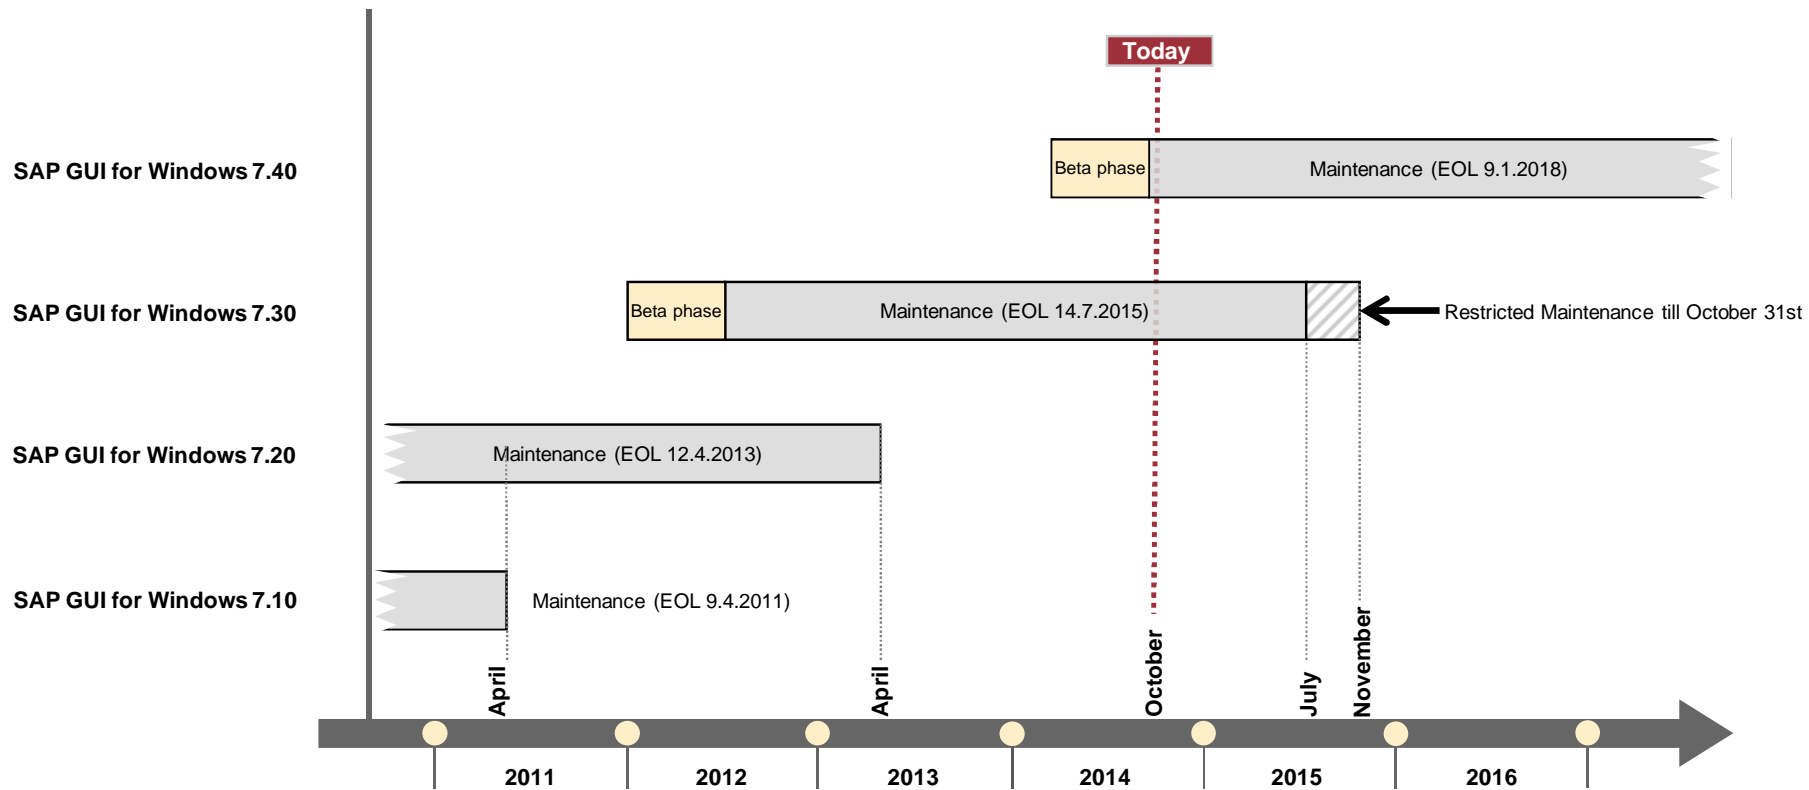 Today
SAP GUI for Windows 7.40
Beta phase
Maintenance (EOL 9.1.2018)
SAP GUI for Windows 7.30
Beta phase
Maintenance (EOL 14.7.2015)
Restricted Maintenance till October 31st
SAP GUI for Windows 7.20
Maintenance (EOL 12.4.2013)
SAP GUI for Windows 7.10
Maintenance (EOL 9.4.2011)
April
April
October
July
November
2011
2012
2013
2014
2015
2016